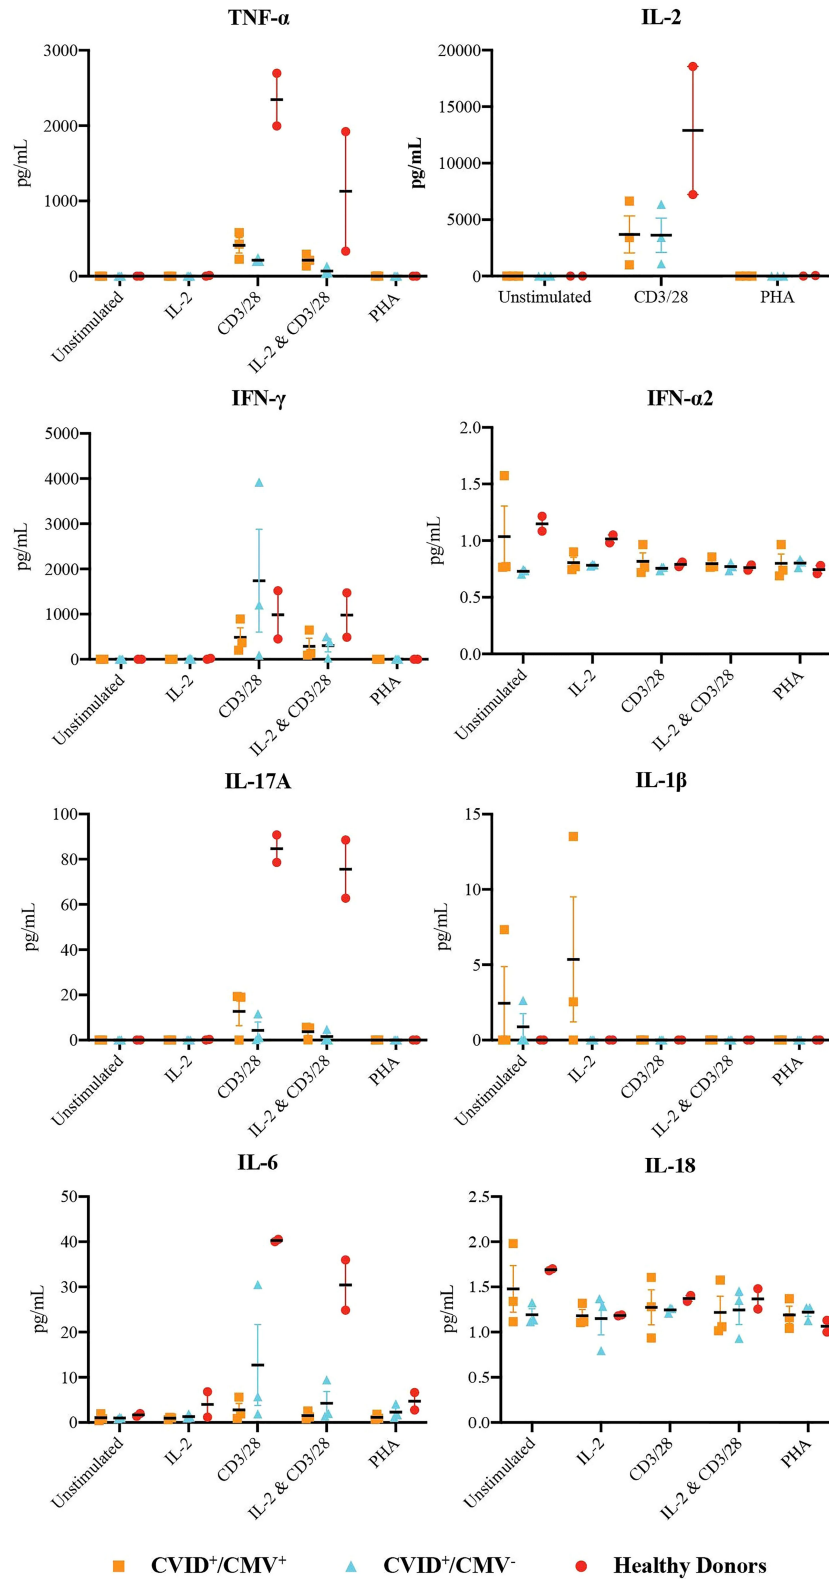 TNF-α
3000
2000
1000
0
pg/mL
Unstimulated
IL-2
CD3/28
IL-2 & CD3/28
PHA
IL-2
20000
15000
10000
5000
0
pg/mL
Unstimulated
CD3/28
PHA
IFN-γ
5000
4000
3000
2000
1000
0
pg/mL
Unstimulated
IL-2
CD3/28
IL-2 & CD3/28
PHA
IFN-α2
2.0
1.5
1.0
0.5
0.0
pg/mL
Unstimulated
IL-2
CD3/28
IL-2 & CD3/28
PHA
IL-17A
100
80
60
40
20
0
pg/mL
Unstimulated
IL-2
CD3/28
IL-2 & CD3/28
PHA
IL-1β
15
10
5
0
pg/mL
Unstimulated
IL-2
CD3/28
IL-2 & CD3/28
PHA
IL-6
50
40
30
20
10
0
pg/mL
Unstimulated
IL-2
CD3/28
IL-2 & CD3/28
PHA
IL-18
2.5
2.0
1.5
1.0
0.5
0.0
pg/mL
Unstimulated
IL-2
CD3/28
IL-2 & CD3/28
PHA
CVID⁺/CMV⁺ CVID⁺/CMV⁻ Healthy Donors